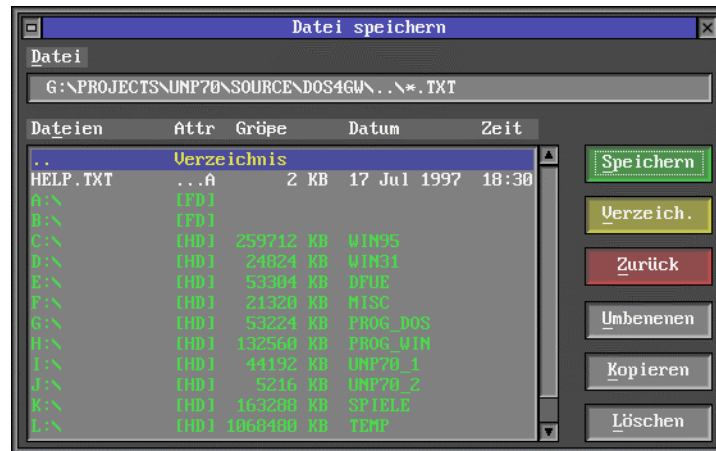 Datei speichern
Datei
G:\PROJECTS\UNP70\SOURCE\DOS4GW\..\*.TXT
Dateien Attr Größe Datum Zeit
.. Verzeichnis
HELP.TXT ...A 2 KB 17 Jul 1997 18:30
A:\ [FD]
B:\ [FD]
C:\ [HD] 259712 KB WIN95
D:\ [HD] 24824 KB WIN31
E:\ [HD] 53304 KB DFUE
F:\ [HD] 21320 KB MISC
G:\ [HD] 53224 KB PROG_DOS
H:\ [HD] 132560 KB PROG_WIN
I:\ [HD] 44192 KB UNP70_1
J:\ [HD] 5216 KB UNP70_2
K:\ [HD] 163288 KB SPIELE
L:\ [HD] 1068480 KB TEMP
Speichern
Verzeich.
Zurück
Umbenenen
Kopieren
Löschen